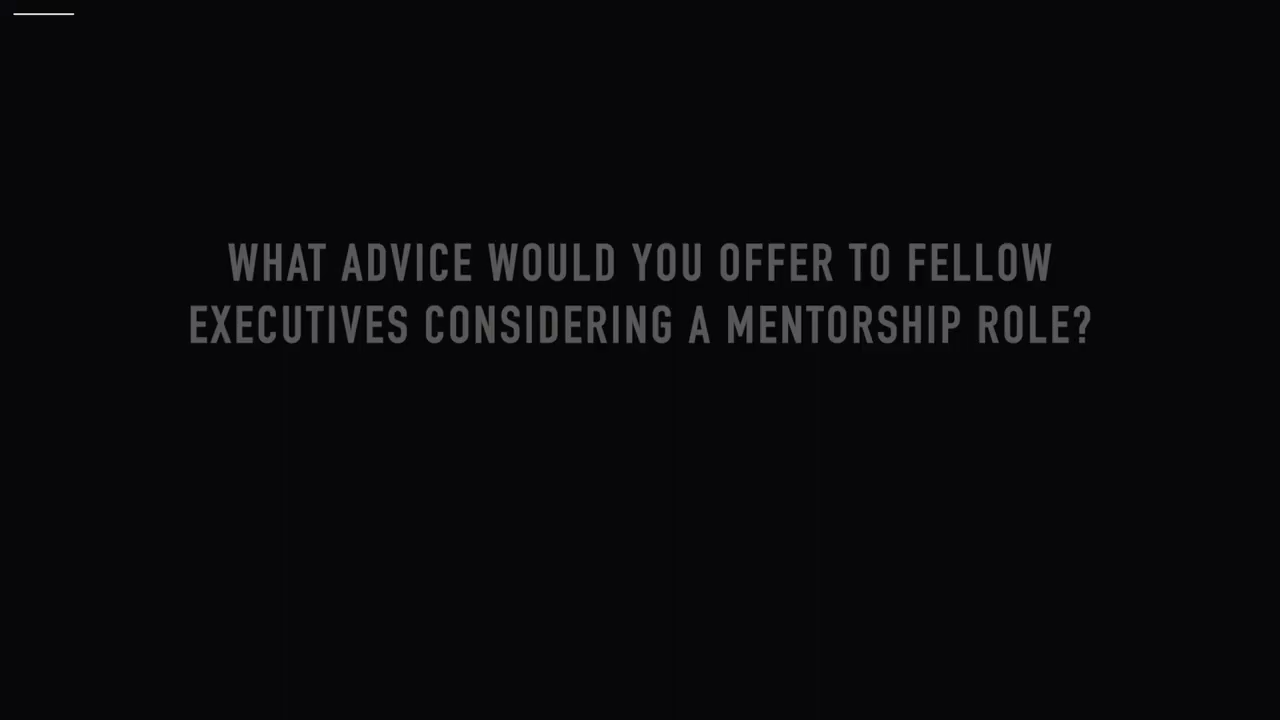 WHAT ADVICE WOULD YOU OFFER TO FELLOW
EXECUTIVES CONSIDERING A MENTORSHIP ROLE?